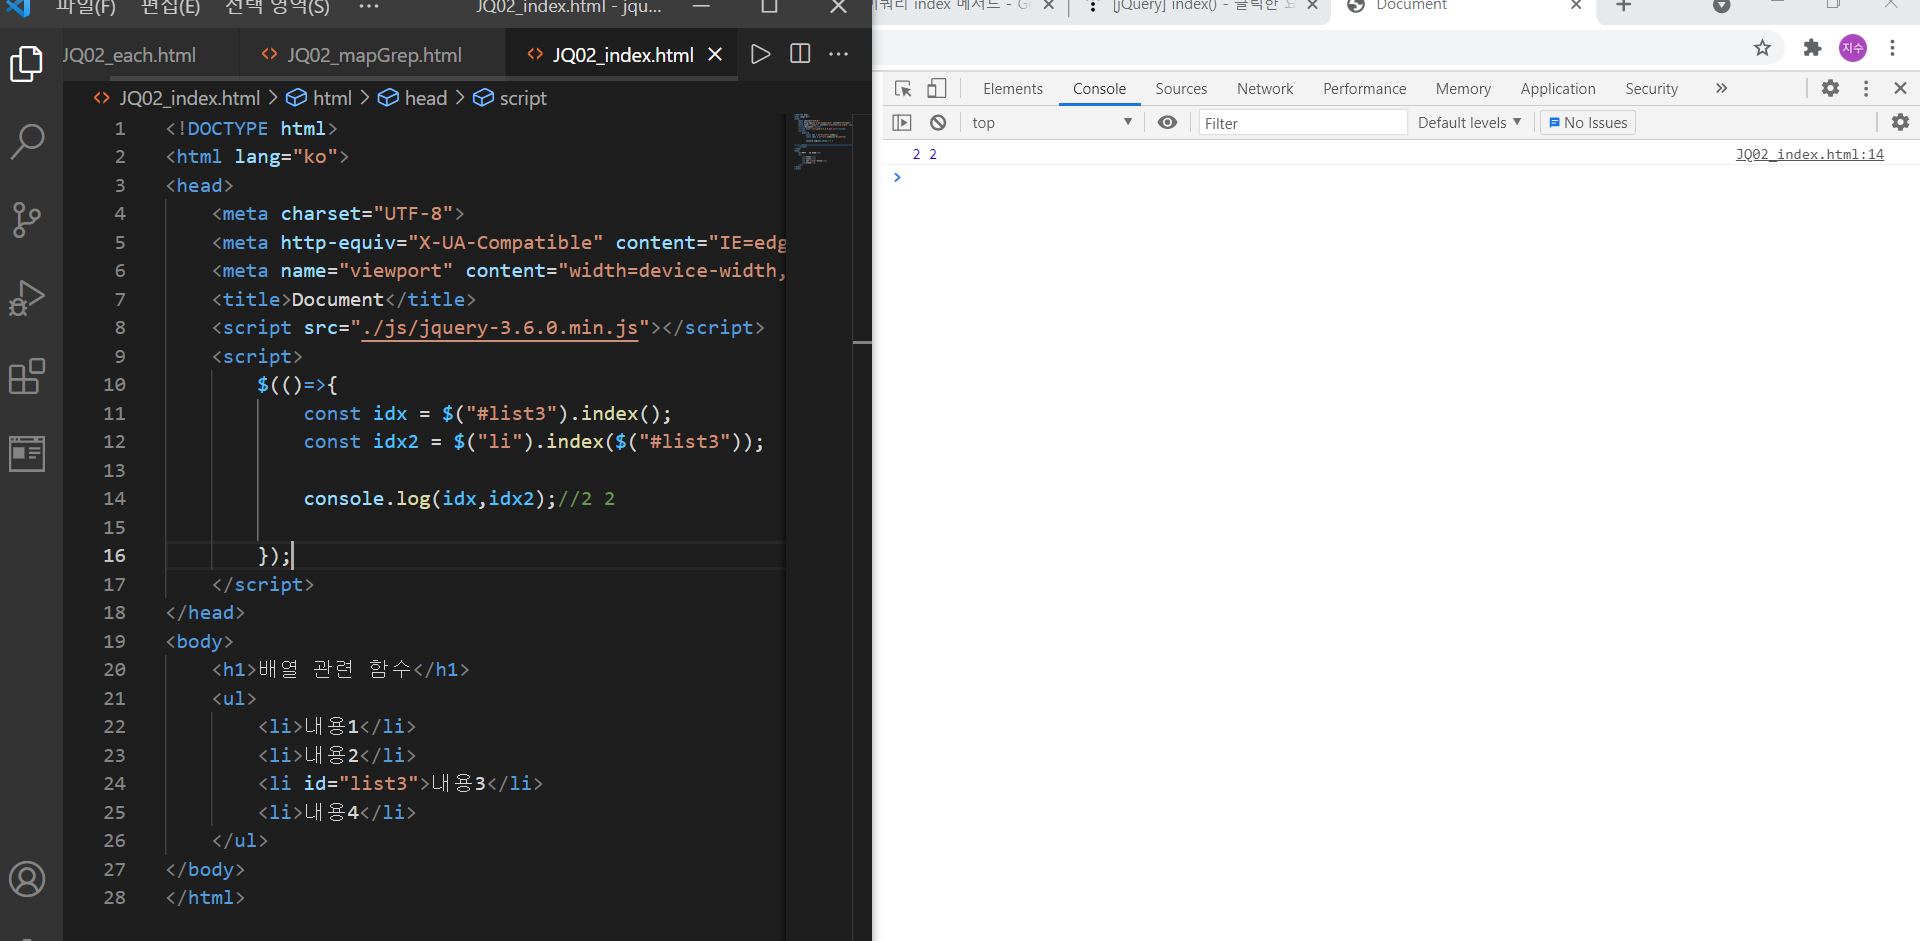 파일(F) 편집(E) 선택 영역(S) ··· JQ02_index.html - jqu...
JQ02_each.html JQ02_mapGrep.html JQ02_index.html
JQ02_index.html > html > head > script
1 <!DOCTYPE html>
2 <html lang="ko">
3 <head>
4 <meta charset="UTF-8">
5 <meta http-equiv="X-UA-Compatible" content="IE=edg
6 <meta name="viewport" content="width=device-width,
7 <title>Document</title>
8 <script src="./js/jquery-3.6.0.min.js"></script>
9 <script>
10 $(()=>{
11 const idx = $("#list3").index();
12 const idx2 = $("li").index($("#list3"));
13
14 console.log(idx,idx2);//2 2
15
16 });
17 </script>
18 </head>
19 <body>
20 <h1>배열 관련 함수</h1>
21 <ul>
22 <li>내용1</li>
23 <li>내용2</li>
24 <li id="list3">내용3</li>
25 <li>내용4</li>
26 </ul>
27 </body>
28 </html>
index 메서드 - G [jQuery] index() - 클릭한 Document
지수
Elements Console Sources Network Performance Memory Application Security »
top Filter Default levels ▼ No Issues
2 2 JQ02_index.html:14
>